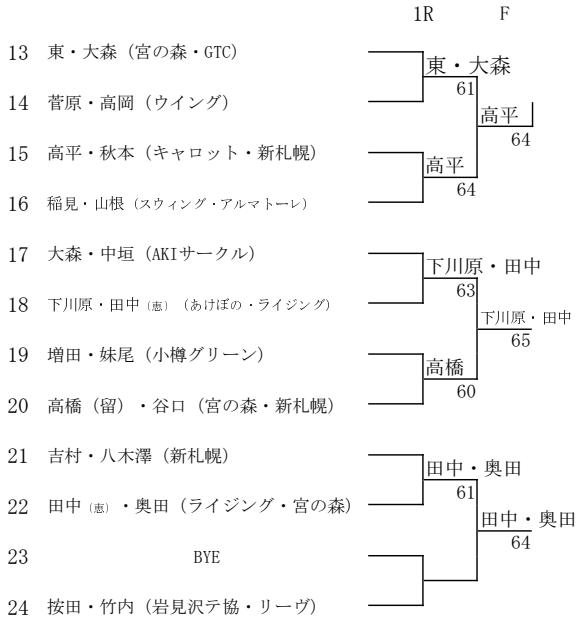 1R F
13 東・大森（宮の森・GTC）
東・大森
61
14 菅原・高岡（ウイング）
高平
64
15 高平・秋本（キャロット・新札幌）
高平
64
16 稲見・山根（スウィング・アルマトーレ）
17 大森・中垣（AKIサークル）
下川原・田中
63
18 下川原・田中（恵）（あけぼの・ライジング）
下川原・田中
65
19 増田・妹尾（小樽グリーン）
高橋
60
20 高橋（留）・谷口（宮の森・新札幌）
21 吉村・八木澤（新札幌）
田中・奥田
61
22 田中（恵）・奥田（ライジング・宮の森）
田中・奥田
64
23 BYE
24 按田・竹内（岩見沢テ協・リーヴ）